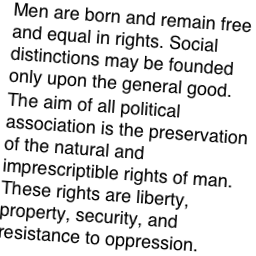 Men are born and remain free
and equal in rights. Social
distinctions may be founded
only upon the general good.
The aim of all political
association is the preservation
of the natural and
imprescriptible rights of man.
These rights are liberty,
property, security, and
resistance to oppression.